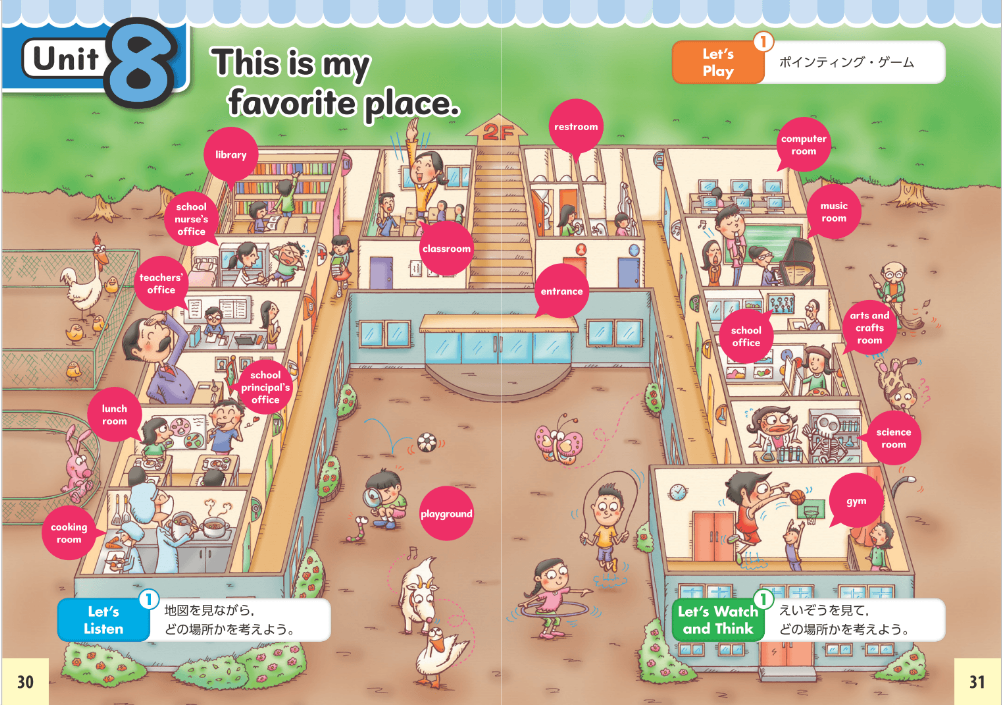 Unit 8
This is my
favorite place.
Let's
Play
1
ポインティング・ゲーム
2F
library
restroom
computer
room
school
nurse's
office
music
room
classroom
teachers'
office
entrance
school
office
arts and
crafts
room
school
principal's
office
lunch
room
science
room
playground
gym
cooking
room
Let's
Listen
1
地図を見ながら，
どの場所かを考えよう。
Let's Watch
and Think
1
えいぞうを見て，
どの場所かを考えよう。
30
31